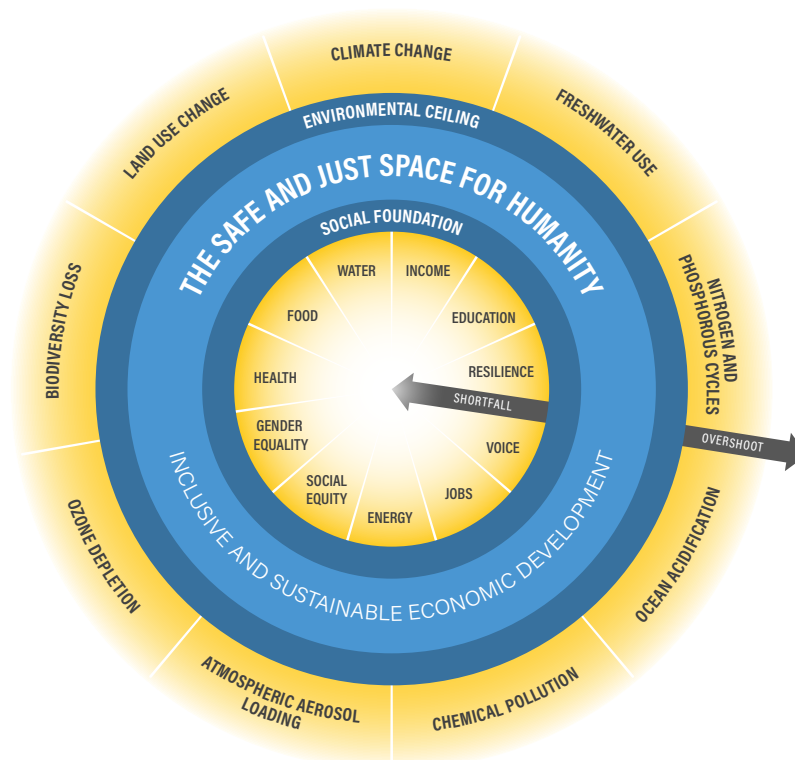 CLIMATE CHANGE
FRESHWATER USE
NITROGEN AND
PHOSPHOROUS CYCLES
OVERSHOOT
OCEAN ACIDIFICATION
CHEMICAL POLLUTION
ATMOSPHERIC AEROSOL
LOADING
OZONE DEPLETION
BIODIVERSITY LOSS
LAND USE CHANGE
ENVIRONMENTAL CEILING
THE SAFE AND JUST SPACE FOR HUMANITY
SOCIAL FOUNDATION
WATER
INCOME
EDUCATION
RESILIENCE
SHORTFALL
VOICE
JOBS
ENERGY
SOCIAL
EQUITY
GENDER
EQUALITY
HEALTH
FOOD
INCLUSIVE AND SUSTAINABLE ECONOMIC DEVELOPMENT